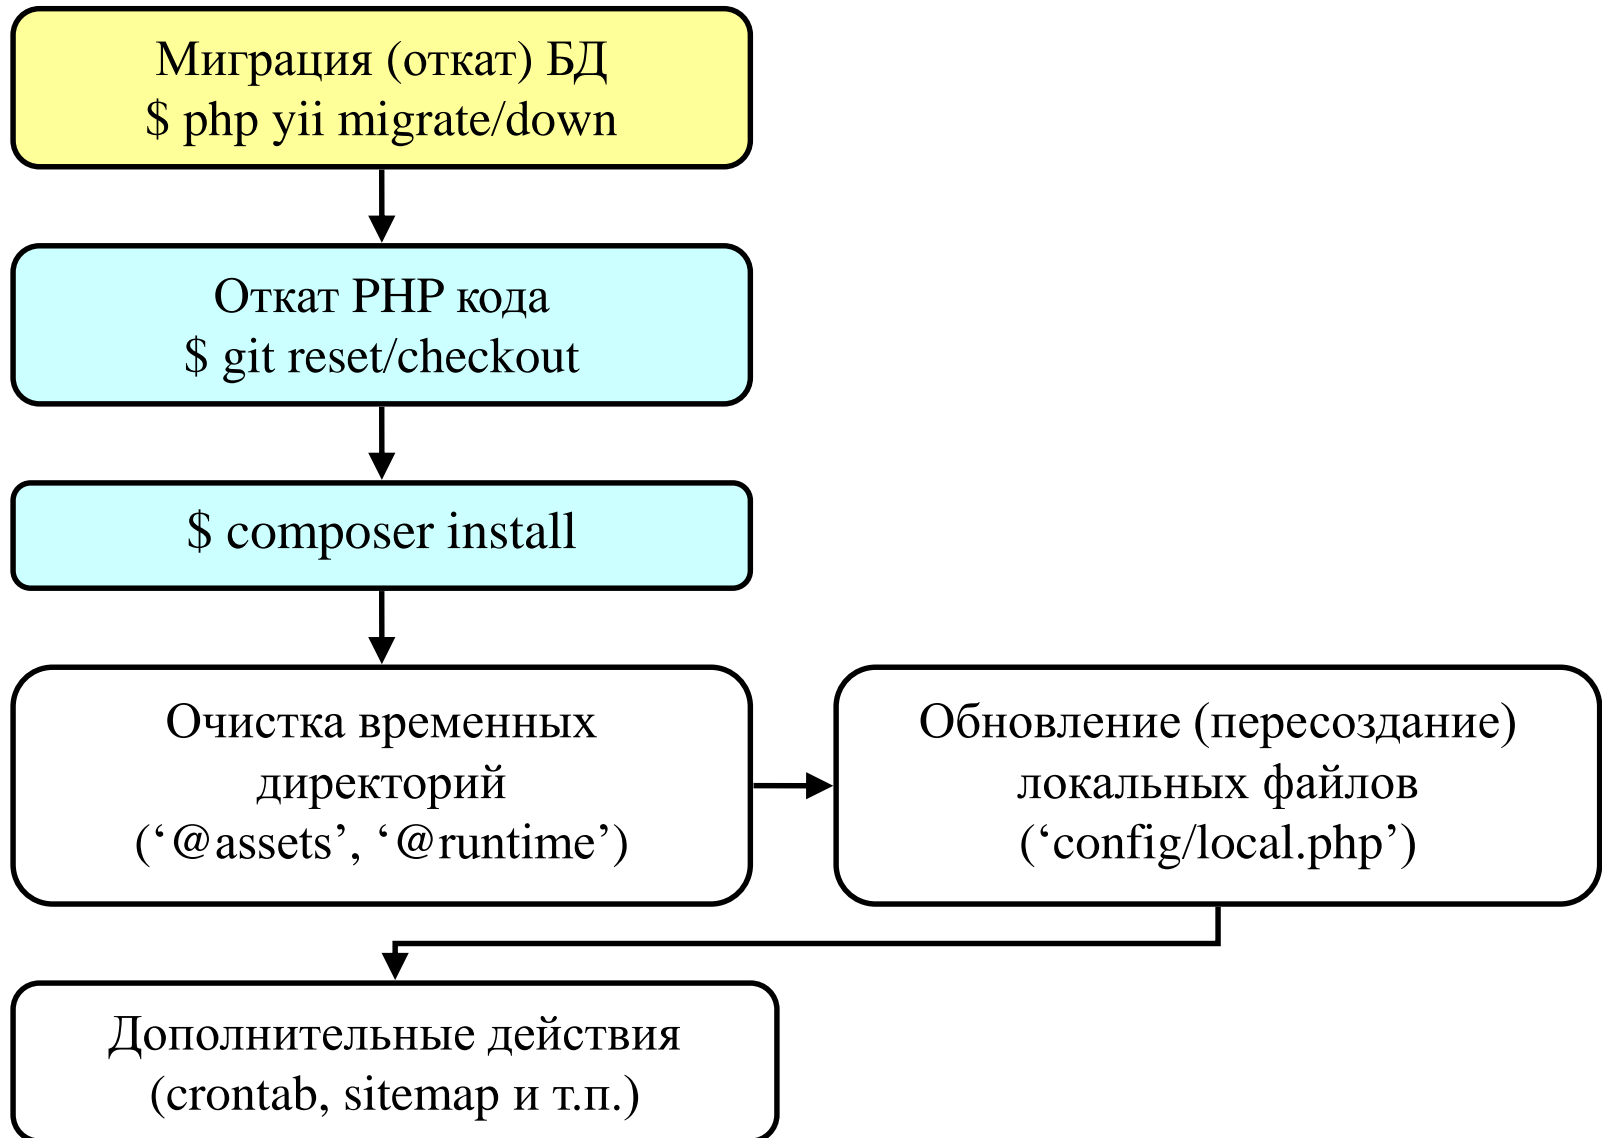 Миграция (откат) БД
$ php yii migrate/down
Откат PHP кода
$ git reset/checkout
$ composer install
Очистка временных
директорий
(‘@assets’, ‘@runtime’)
Обновление (пересоздание)
локальных файлов
(‘config/local.php’)
Дополнительные действия
(crontab, sitemap и т.п.)